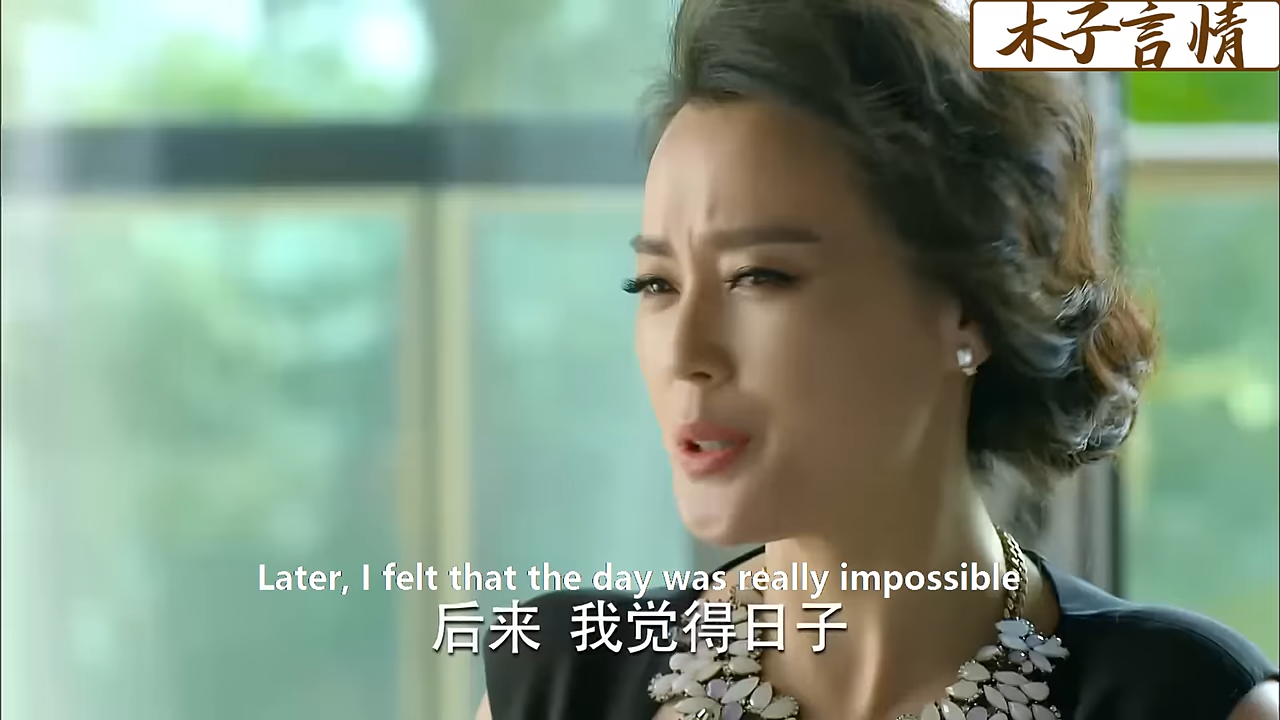 木子言情
Later, I felt that the day was really impossible
后来 我觉得日子